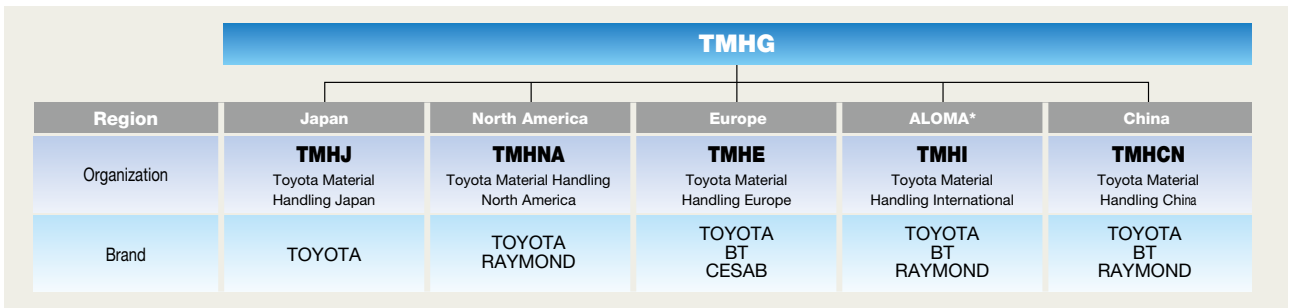 TMHG
Region
Japan
North America
Europe
ALOMA*
China
Organization
TMHJ
Toyota Material
Handling Japan
TMHNA
Toyota Material Handling
North America
TMHE
Toyota Material
Handling Europe
TMHI
Toyota Material
Handling International
TMHCN
Toyota Material
Handling China
Brand
TOYOTA
TOYOTA
RAYMOND
TOYOTA
BT
CESAB
TOYOTA
BT
RAYMOND
TOYOTA
BT
RAYMOND